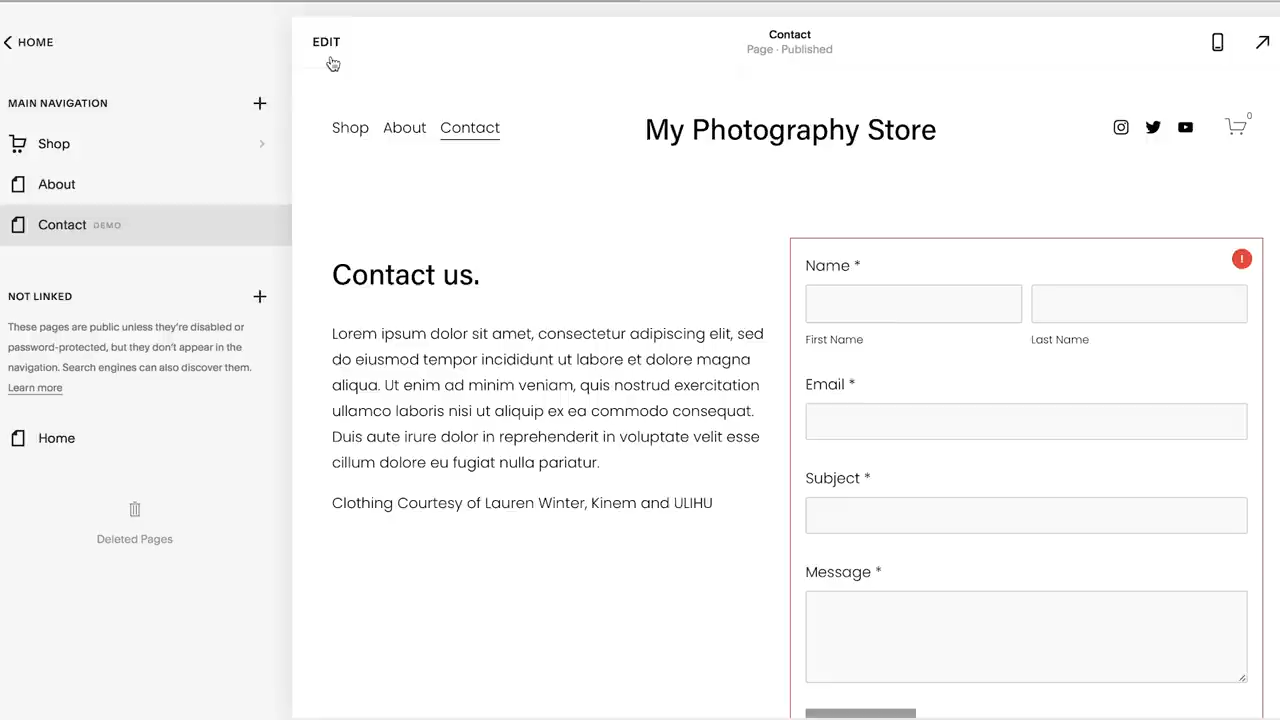 HOME
MAIN NAVIGATION
Shop
About
Contact DEMO
NOT LINKED
These pages are public unless they're disabled or
password-protected, but they don't appear in the
navigation. Search engines can also discover them.
Learn more
Home
Deleted Pages
EDIT
Contact
Page · Published
Shop About Contact
My Photography Store
0
Contact us.
Lorem ipsum dolor sit amet, consectetur adipiscing elit, sed
do eiusmod tempor incididunt ut labore et dolore magna
aliqua. Ut enim ad minim veniam, quis nostrud exercitation
ullamco laboris nisi ut aliquip ex ea commodo consequat.
Duis aute irure dolor in reprehenderit in voluptate velit esse
cillum dolore eu fugiat nulla pariatur.
Clothing Courtesy of Lauren Winter, Kinem and ULIHU
!
Name *
First Name Last Name
Email *
Subject *
Message *